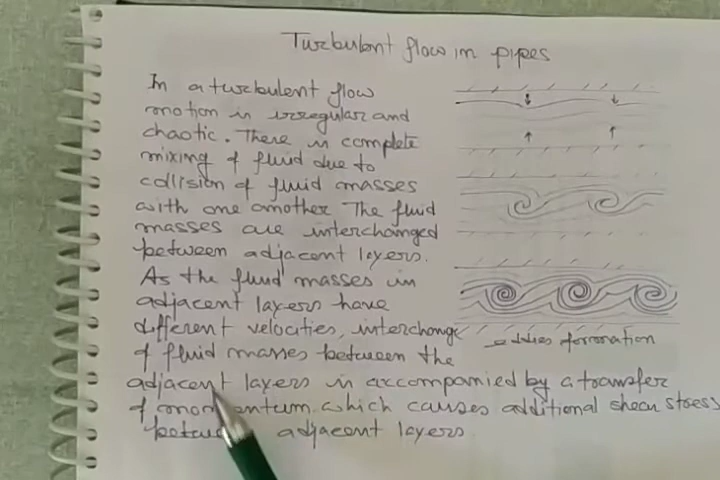 Turbulent flow in pipes
In a turbulent flow
motion is irregular and
chaotic. There is complete
mixing of fluid due to
collision of fluid masses
with one another. The fluid
masses are interchanged
between adjacent layers.
As the fluid masses in
adjacent layers have
different velocities, interchange
of fluid masses between the
adjacent layers is accompanied by a transfer
of momentum which causes additional shear stress
adjacent layers
eddies formation